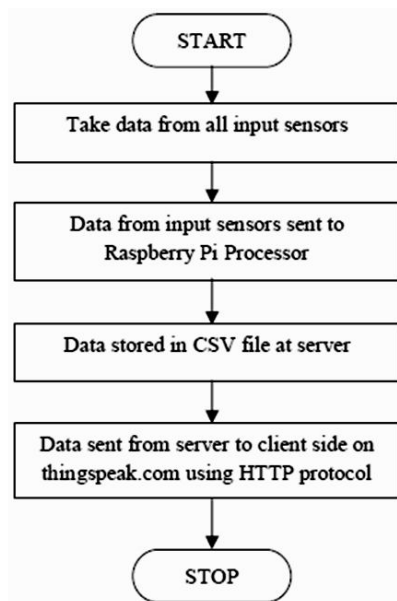 START
Take data from all input sensors
Data from input sensors sent to
Raspberry Pi Processor
Data stored in CSV file at server
Data sent from server to client side on
thingspeak.com using HTTP protocol
STOP